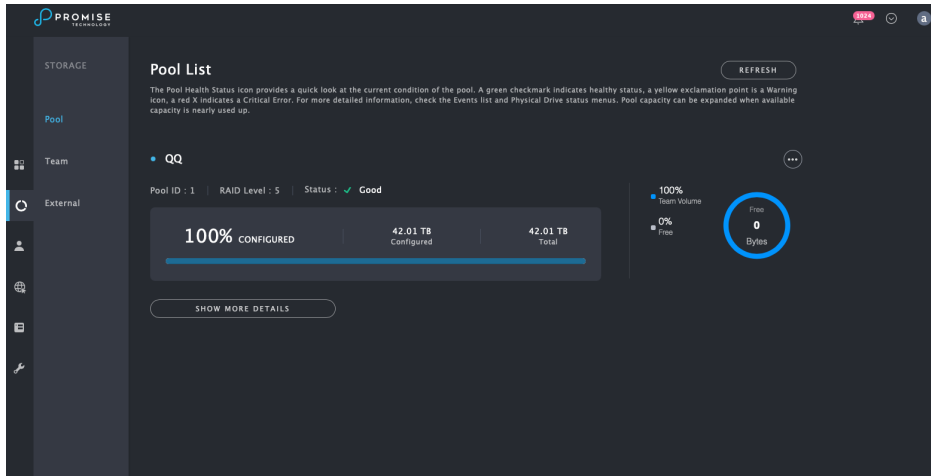 PROMISE
TECHNOLOGY
1024
a
STORAGE
Pool
Team
External
Pool List
REFRESH
The Pool Health Status icon provides a quick look at the current condition of the pool. A green checkmark indicates healthy status, a yellow exclamation point is a Warning
icon, a red X indicates a Critical Error. For more detailed information, check the Events list and Physical Drive status menus. Pool capacity can be expanded when available
capacity is nearly used up.
QQ
Pool ID : 1 | RAID Level : 5 | Status : Good
100% CONFIGURED
42.01 TB
Configured
42.01 TB
Total
100%
Team Volume
0%
Free
Free
0
Bytes
SHOW MORE DETAILS